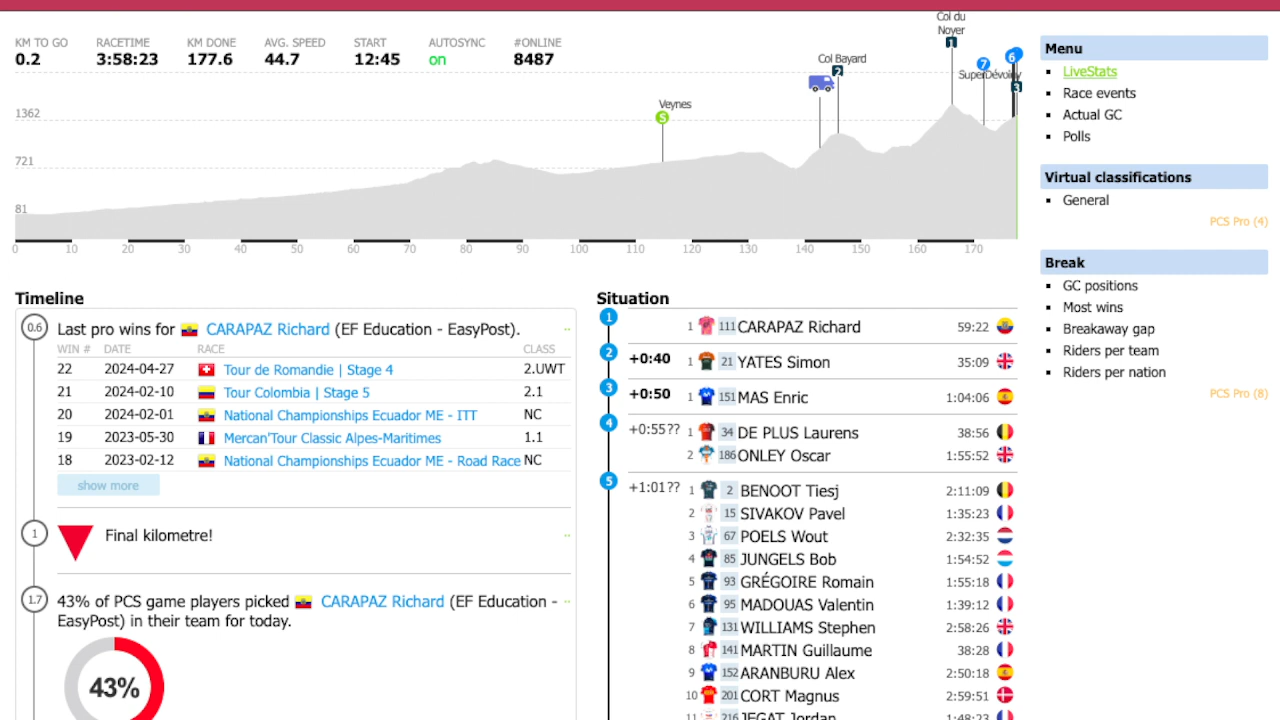 KM TO GO RACETIME KM DONE AVG. SPEED START AUTOSYNC #ONLINE
0.2 3:58:23 177.6 44.7 12:45 on 8487
Col du
Noyer
1
Col Bayard
2
7
6
SuperDévoluy
3
Veynes
S
1362
721
81
0 10 20 30 40 50 60 70 80 90 100 110 120 130 140 150 160 170
Menu
LiveStats
Race events
Actual GC
Polls
Virtual classifications
General
PCS Pro (4)
Break
GC positions
Most wins
Breakaway gap
Riders per team
Riders per nation
PCS Pro (8)
Timeline
0.6 Last pro wins for CARAPAZ Richard (EF Education - EasyPost).
WIN # DATE RACE CLASS
22 2024-04-27 Tour de Romandie | Stage 4 2.UWT
21 2024-02-10 Tour Colombia | Stage 5 2.1
20 2024-02-01 National Championships Ecuador ME - ITT NC
19 2023-05-30 Mercan'Tour Classic Alpes-Maritimes 1.1
18 2023-02-12 National Championships Ecuador ME - Road Race NC
show more
1 Final kilometre!
1.7 43% of PCS game players picked CARAPAZ Richard (EF Education -
EasyPost) in their team for today.
43%
Situation
1 1 111 CARAPAZ Richard 59:22
2 +0:40 1 21 YATES Simon 35:09
3 +0:50 1 151 MAS Enric 1:04:06
4 +0:55?? 1 34 DE PLUS Laurens 38:56
2 186 ONLEY Oscar 1:55:52
5 +1:01?? 1 2 BENOOT Tiesj 2:11:09
2 15 SIVAKOV Pavel 1:35:23
3 67 POELS Wout 2:32:35
4 85 JUNGELS Bob 1:54:52
5 93 GRÉGOIRE Romain 1:55:18
6 95 MADOUAS Valentin 1:39:12
7 131 WILLIAMS Stephen 2:58:26
8 141 MARTIN Guillaume 38:28
9 152 ARANBURU Alex 2:50:18
10 201 CORT Magnus 2:59:51
11 216 JEGAT Jordan 1:48:23